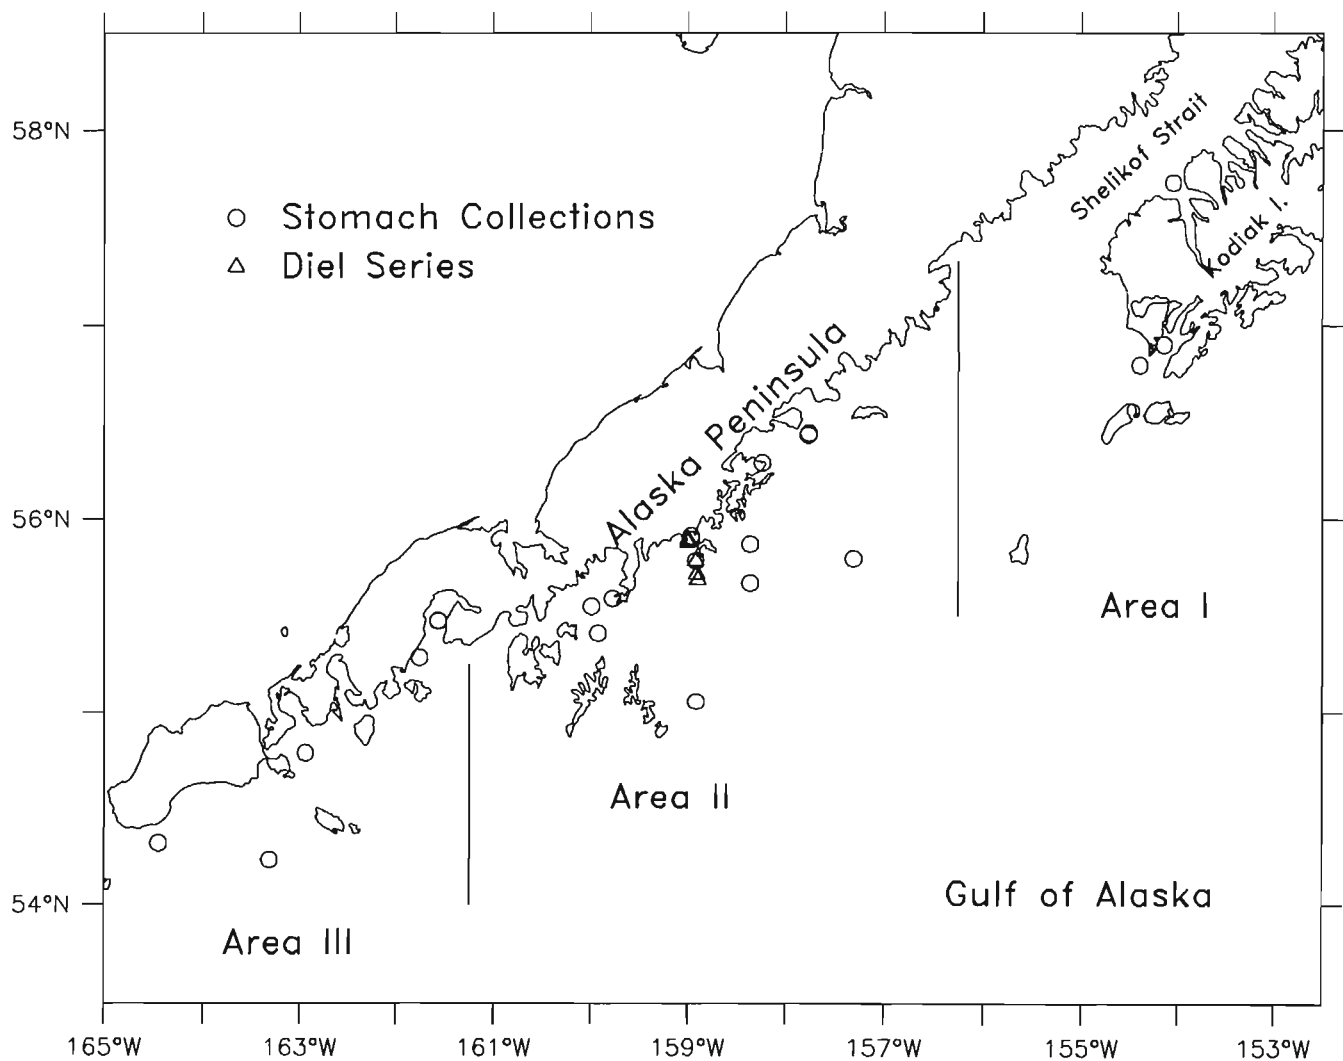 58°N
Shelikof Strait
Stomach Collections
Kodiak I.
Diel Series
Alaska Peninsula
56°N
Area I
Area II
54°N
Gulf of Alaska
Area III
165°W 163°W 161°W 159°W 157°W 155°W 153°W